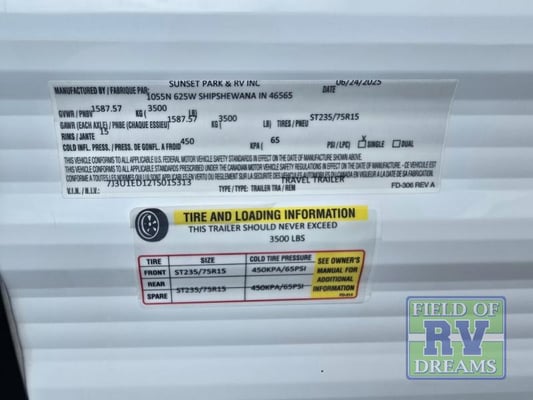 SUNSET PARK & RV INC 06/24/2025
MANUFACTURED BY / FABRIQUE PAR: 1055N 625W SHIPSHEWANA IN 46565 DATE
GVWR / PNBV 1587.57 KG ( 3500 LB)
GAWR (EACH AXLE) / PNBE (CHAQUE ESSIEU) 1587.57 KG ( 3500 LB) TIRES / PNEU ST235/75R15
RIMS / JANTE 15
COLD INFL. PRESS / PRESS. DE GONFL A FROID 450 KPA ( 65 PSI / LPC) X SINGLE DUAL
THIS VEHICLE CONFORMS TO ALL APPLICABLE U.S. FEDERAL MOTOR VEHICLE SAFETY STANDARDS IN EFFECT ON THE DATE OF MANUFACTURE SHOWN ABOVE.
V.I.N. / N.I.V.: 7J3U1ED12TS015313 TYPE / TYPE: TRAILER TRA / REM TRAVEL TRAILER FD-306 REV A
TIRE AND LOADING INFORMATION
THIS TRAILER SHOULD NEVER EXCEED
3500 LBS
TIRE SIZE COLD TIRE PRESSURE
FRONT ST235/75R15 450KPA/65PSI
REAR
SPARE ST235/75R15 450KPA/65PSI
SEE OWNER'S
MANUAL FOR
ADDITIONAL
INFORMATION
FIELD OF
RV
DREAMS